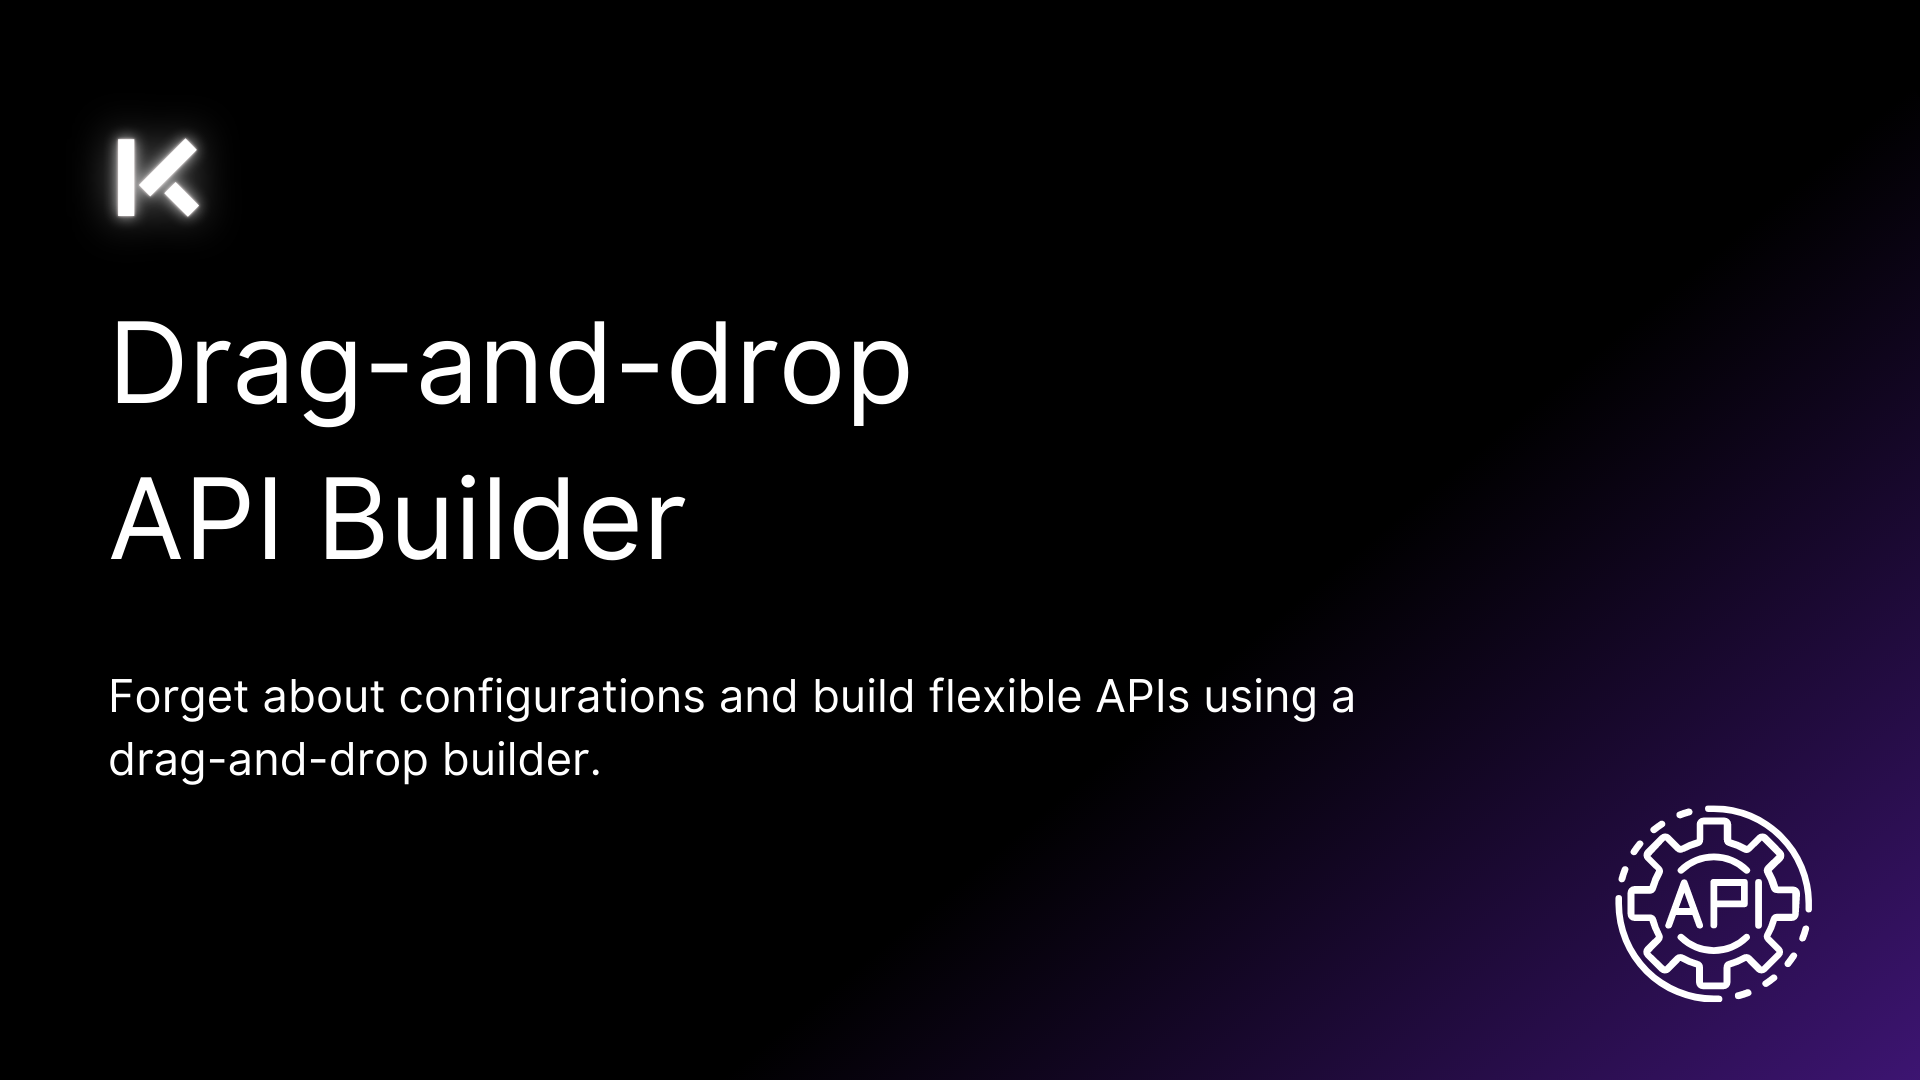 K
Drag-and-drop
API Builder
Forget about configurations and build flexible APIs using a
drag-and-drop builder.
API